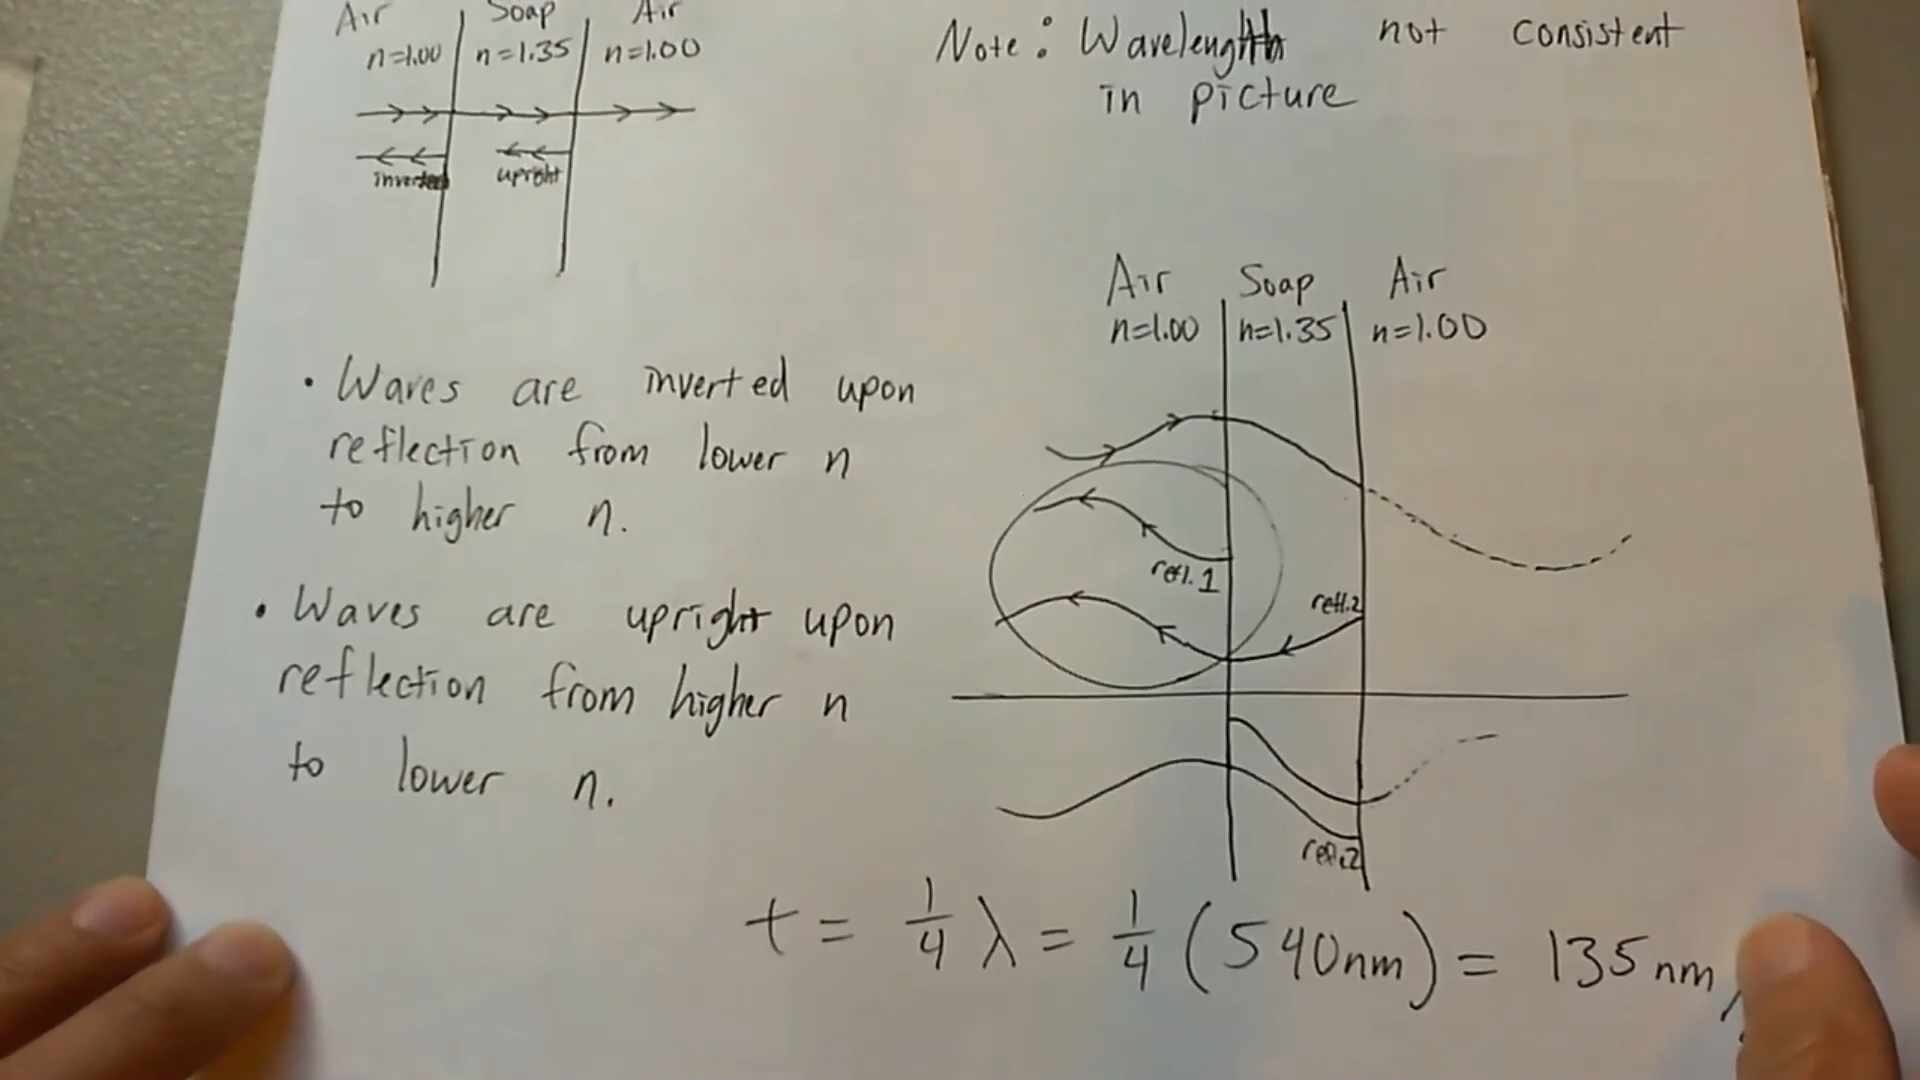 Air Soap Air
n=1.00 n=1.35 n=1.00
inverted upright
Note: Wavelength not consistent
in picture
• Waves are inverted upon
reflection from lower n
to higher n.
• Waves are upright upon
reflection from higher n
to lower n.
Air Soap Air
n=1.00 n=1.35 n=1.00
refl.1
refl.2
refl.2
t = 1/4 λ = 1/4 (540nm) = 135nm